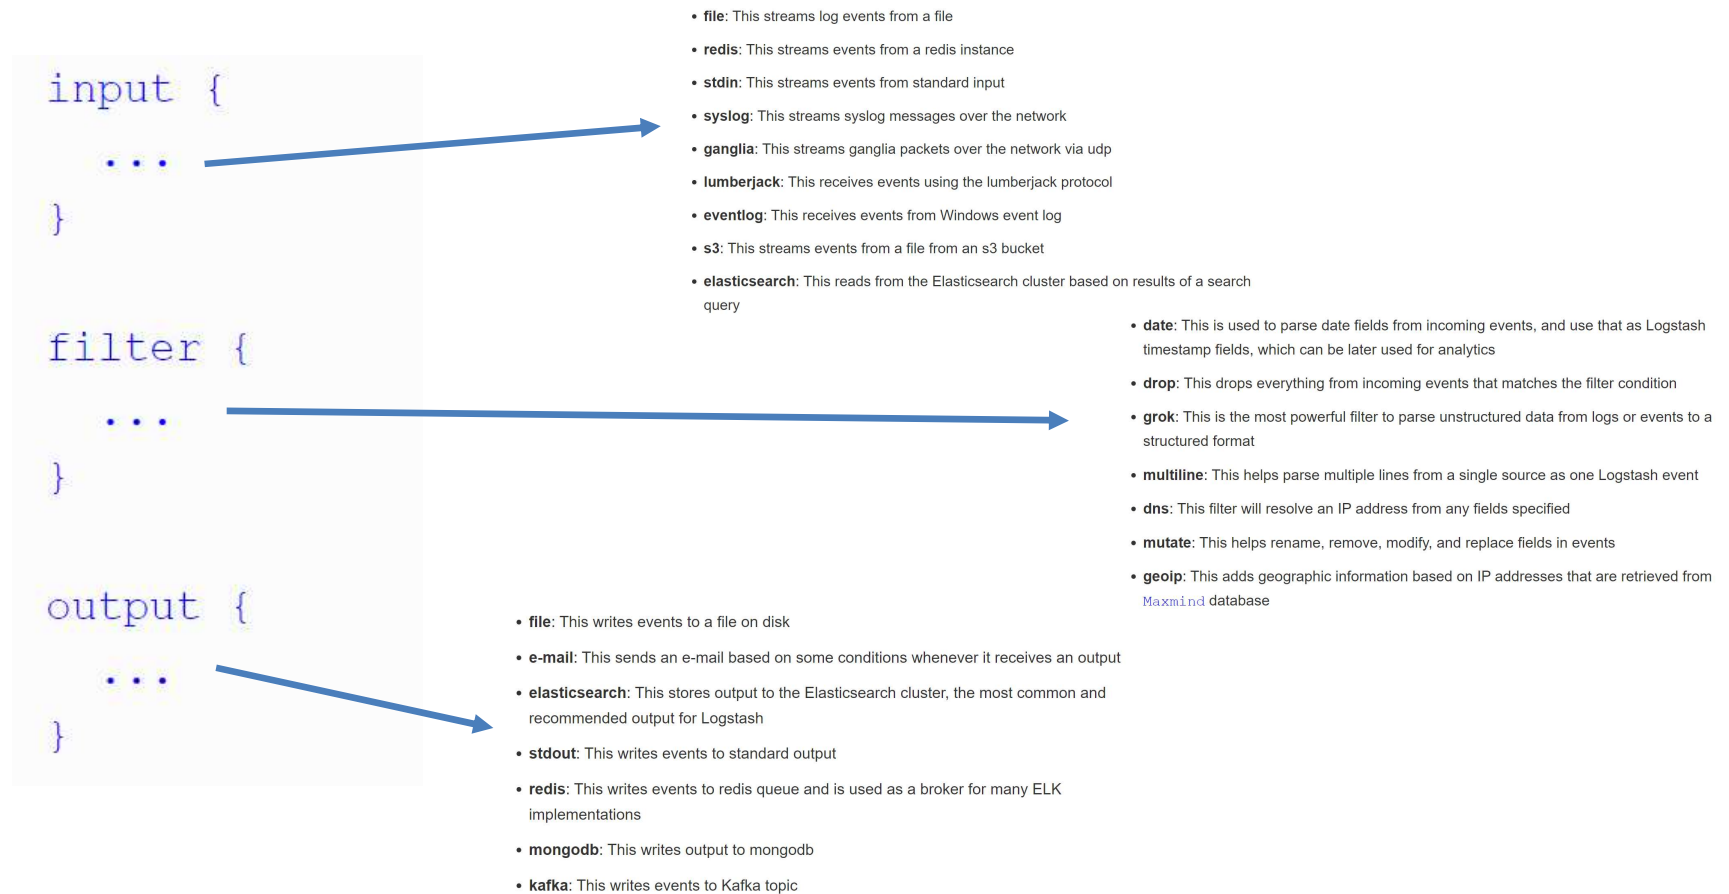 input {
...
}
filter {
...
}
output {
...
}
• file: This streams log events from a file
• redis: This streams events from a redis instance
• stdin: This streams events from standard input
• syslog: This streams syslog messages over the network
• ganglia: This streams ganglia packets over the network via udp
• lumberjack: This receives events using the lumberjack protocol
• eventlog: This receives events from Windows event log
• s3: This streams events from a file from an s3 bucket
• elasticsearch: This reads from the Elasticsearch cluster based on results of a search
query
• date: This is used to parse date fields from incoming events, and use that as Logstash
timestamp fields, which can be later used for analytics
• drop: This drops everything from incoming events that matches the filter condition
• grok: This is the most powerful filter to parse unstructured data from logs or events to a
structured format
• multiline: This helps parse multiple lines from a single source as one Logstash event
• dns: This filter will resolve an IP address from any fields specified
• mutate: This helps rename, remove, modify, and replace fields in events
• geoip: This adds geographic information based on IP addresses that are retrieved from
Maxmind database
• file: This writes events to a file on disk
• e-mail: This sends an e-mail based on some conditions whenever it receives an output
• elasticsearch: This stores output to the Elasticsearch cluster, the most common and
recommended output for Logstash
• stdout: This writes events to standard output
• redis: This writes events to redis queue and is used as a broker for many ELK
implementations
• mongodb: This writes output to mongodb
• kafka: This writes events to Kafka topic